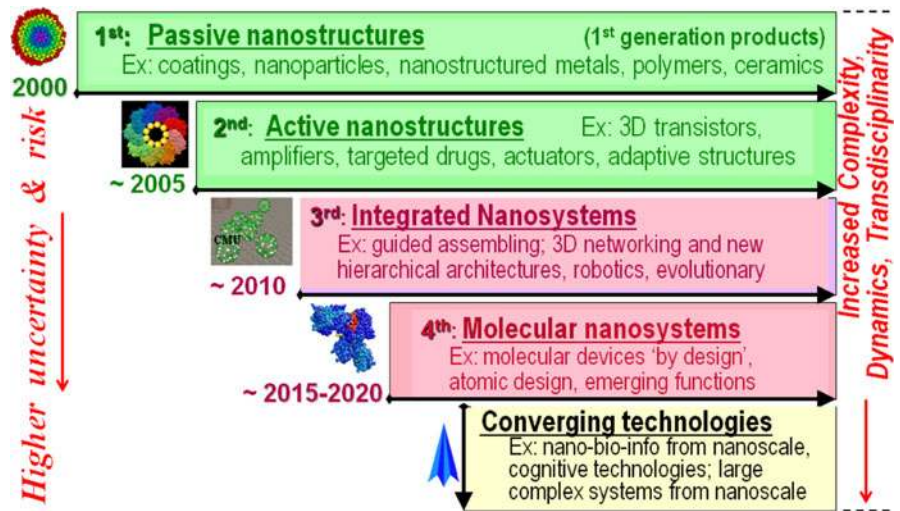 1st: Passive nanostructures (1st generation products)
Ex: coatings, nanoparticles, nanostructured metals, polymers, ceramics
2000
2nd: Active nanostructures Ex: 3D transistors,
amplifiers, targeted drugs, actuators, adaptive structures
~ 2005
CMU
3rd: Integrated Nanosystems
Ex: guided assembling; 3D networking and new
hierarchical architectures, robotics, evolutionary
~ 2010
4th: Molecular nanosystems
Ex: molecular devices ‘by design’,
atomic design, emerging functions
~ 2015-2020
Converging technologies
Ex: nano-bio-info from nanoscale,
cognitive technologies; large
complex systems from nanoscale
Higher uncertainty & risk
Increased Complexity,
Dynamics, Transdisciplinarity